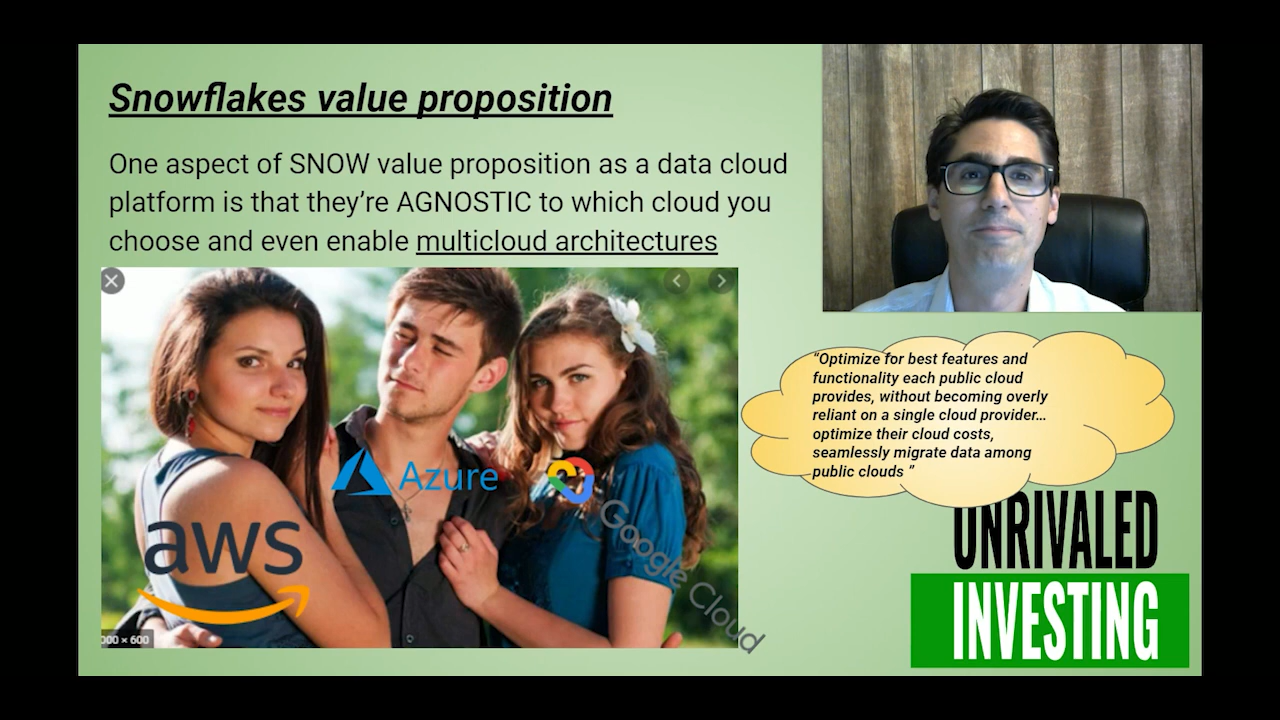 Snowflakes value proposition
One aspect of SNOW value proposition as a data cloud
platform is that they’re AGNOSTIC to which cloud you
choose and even enable multicloud architectures
“Optimize for best features and
functionality each public cloud
provides, without becoming overly
reliant on a single cloud provider…
optimize their cloud costs,
seamlessly migrate data among
public clouds ”
Azure
aws
Google Cloud
00 × 600
UNRIVALED
INVESTING